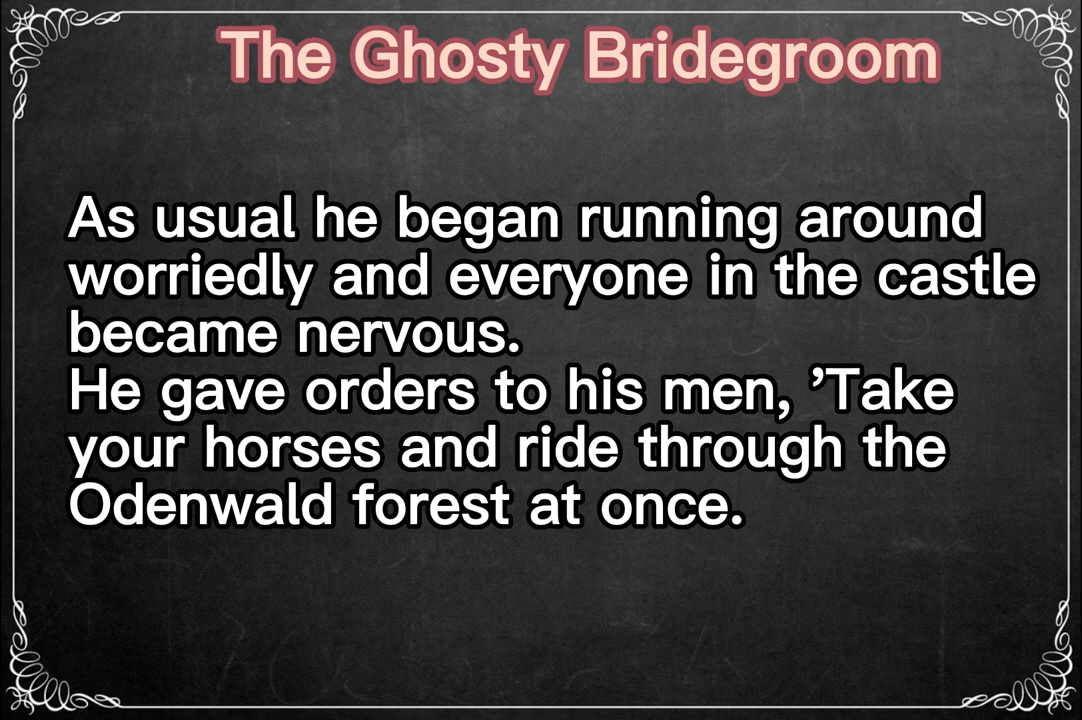 The Ghosty Bridegroom
As usual he began running around
worriedly and everyone in the castle
became nervous.
He gave orders to his men, ’Take
your horses and ride through the
Odenwald forest at once.